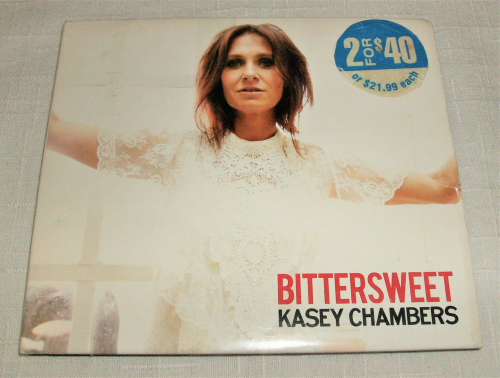 2 FOR $40
or $21.99 each
BITTERSWEET
KASEY CHAMBERS